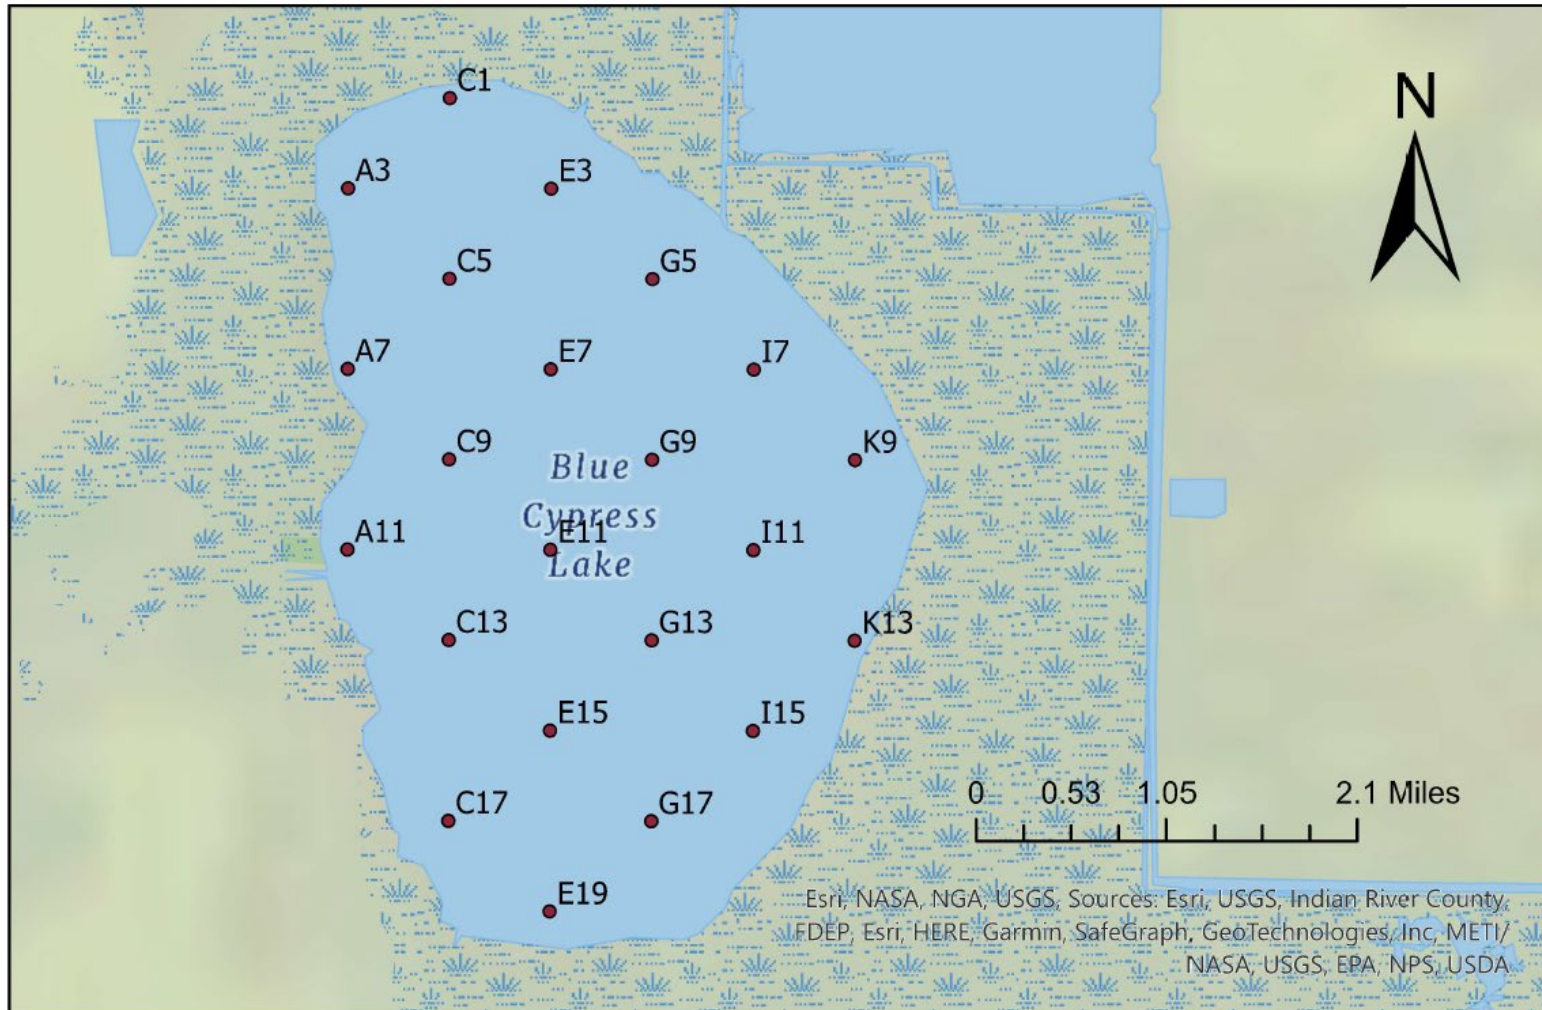 N
C1
A3
E3
C5
G5
A7
E7
I7
C9
G9
K9
Blue
Cypress
Lake
A11
E11
I11
C13
G13
K13
E15
I15
C17
G17
E19
0 0.53 1.05 2.1 Miles
Esri, NASA, NGA, USGS, Sources: Esri, USGS, Indian River County,
FDEP, Esri, HERE, Garmin, SafeGraph, GeoTechnologies, Inc, METI/
NASA, USGS, EPA, NPS, USDA